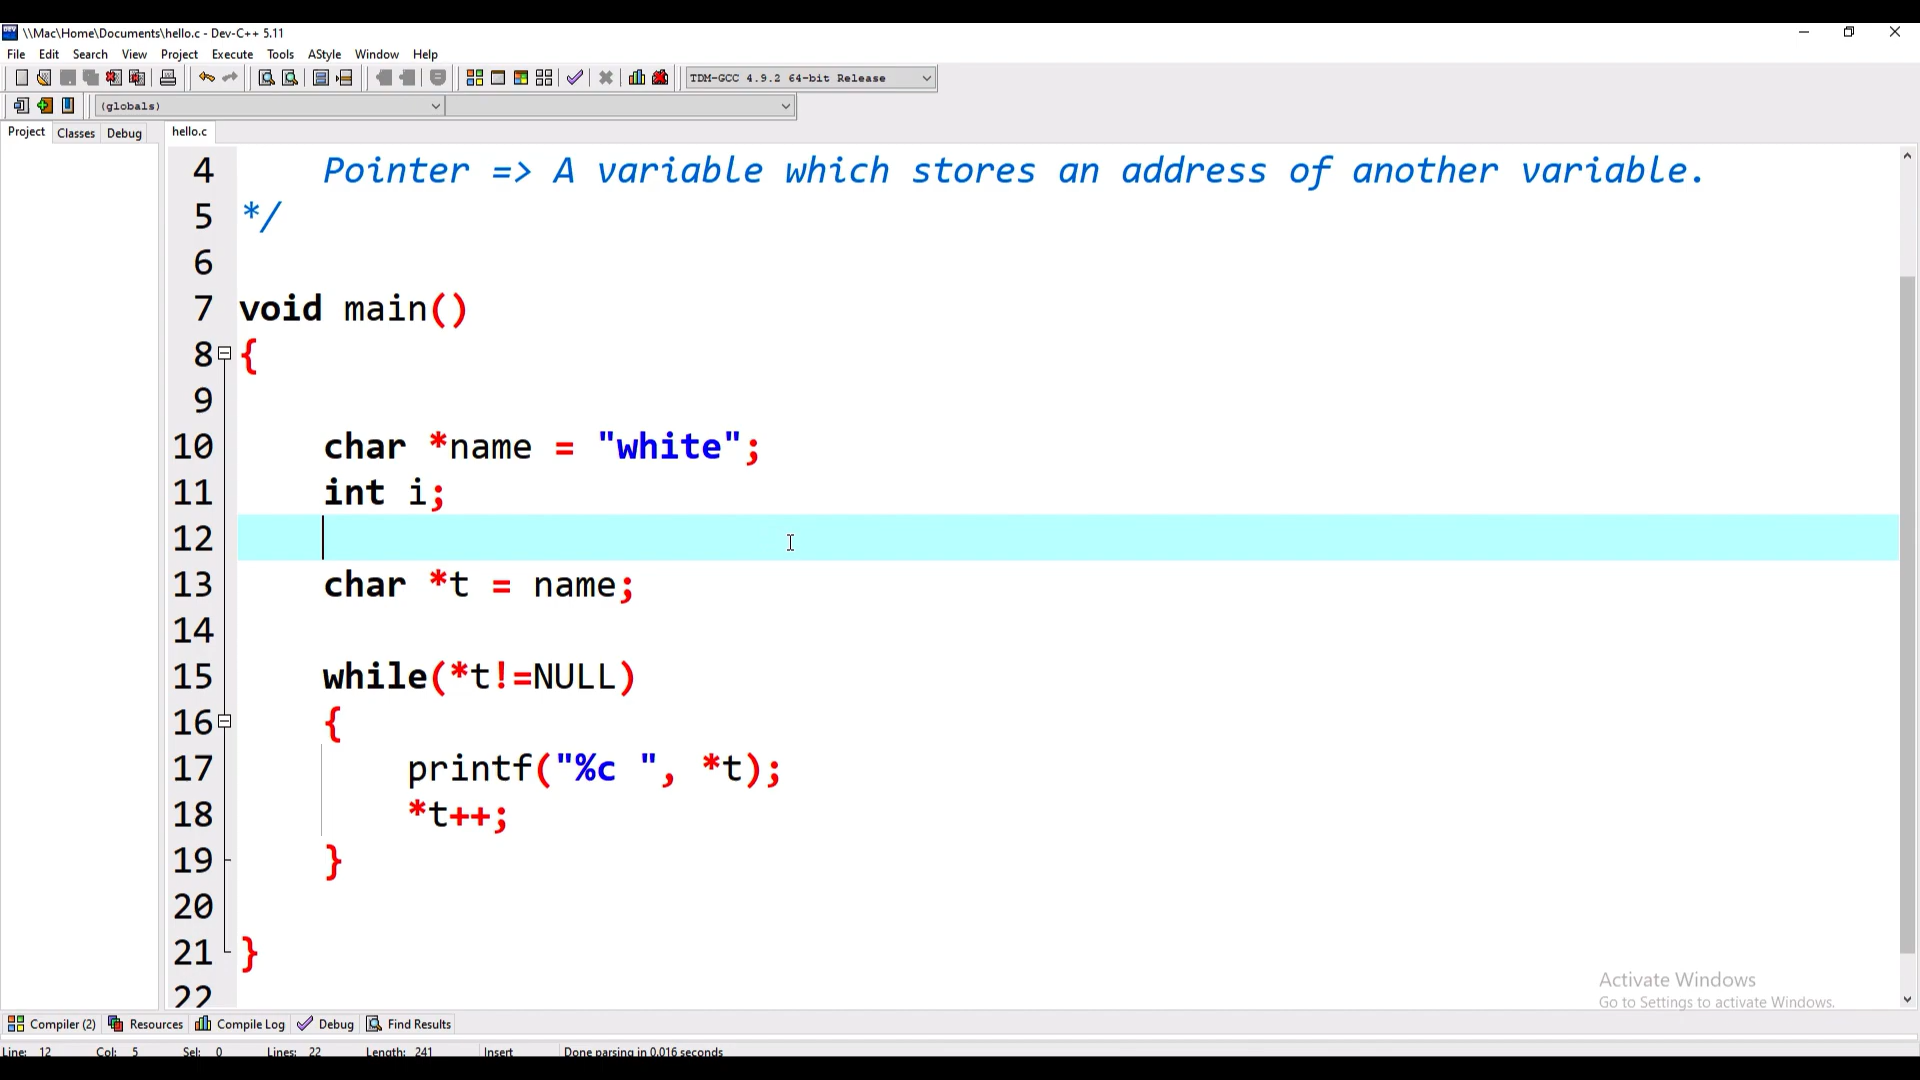 \\Mac\Home\Documents\hello.c - Dev-C++ 5.11
File Edit Search View Project Execute Tools AStyle Window Help
TDM-GCC 4.9.2 64-bit Release
(globals)
Project Classes Debug hello.c
4 Pointer => A variable which stores an address of another variable.
5 */
6
7 void main()
8 {
9
10 char *name = "white";
11 int i;
12
13 char *t = name;
14
15 while(*t!=NULL)
16 {
17 printf("%c ", *t);
18 *t++;
19 }
20
21 }
22
Activate Windows
Go to Settings to activate Windows.
Compiler (2) Resources Compile Log Debug Find Results
Line: 12 Col: 5 Sel: 0 Lines: 22 Length: 241 Insert Done parsing in 0.016 seconds